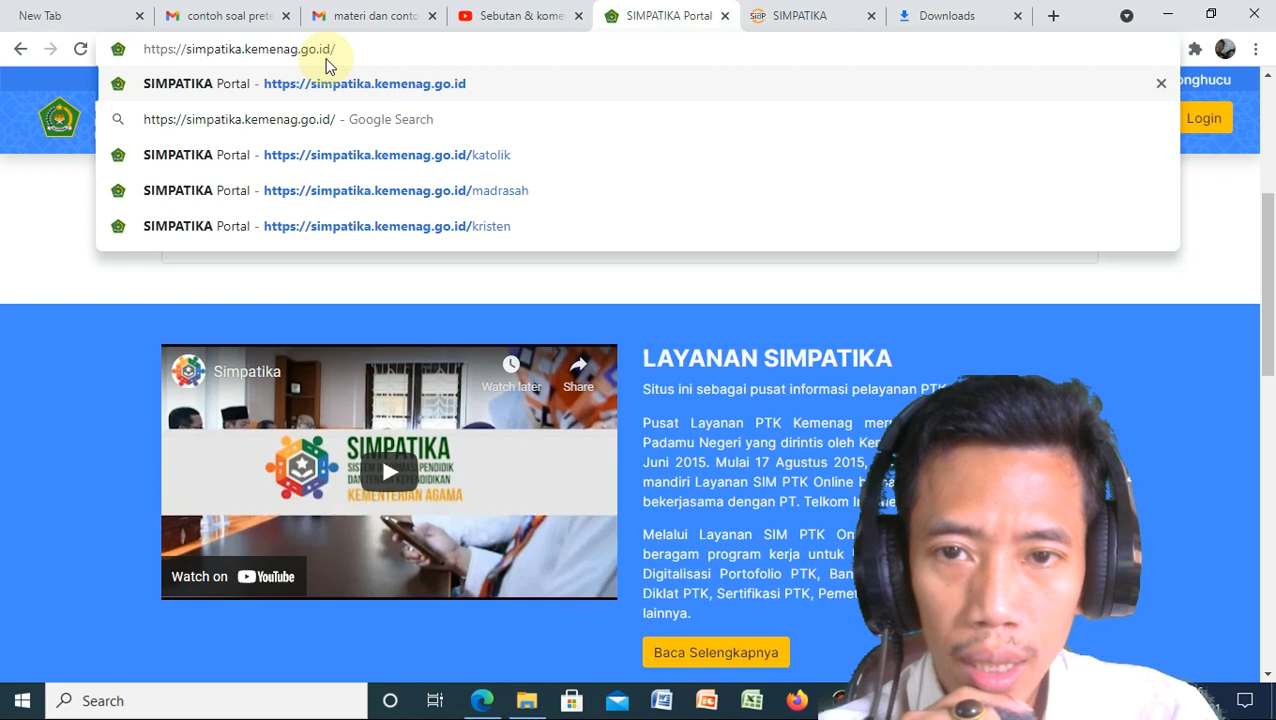 New Tab
contoh soal prete
materi dan conto
Sebutan & kome
SIMPATIKA Portal
SIMPATIKA
Downloads
https://simpatika.kemenag.go.id/
SIMPATIKA Portal - https://simpatika.kemenag.go.id
https://simpatika.kemenag.go.id/ - Google Search
SIMPATIKA Portal - https://simpatika.kemenag.go.id/katolik
SIMPATIKA Portal - https://simpatika.kemenag.go.id/madrasah
SIMPATIKA Portal - https://simpatika.kemenag.go.id/kristen
onghucu
Login
Simpatika
Watch later
Share
SIMPATIKA
SISTEM INFORMASI PENDIDIK
DAN TENAGA KEPENDIDIKAN
KEMENTERIAN AGAMA
Watch on YouTube
LAYANAN SIMPATIKA
Situs ini sebagai pusat informasi pelayanan PTK
Pusat Layanan PTK Kemenag meru
Padamu Negeri yang dirintis oleh Ke
Juni 2015. Mulai 17 Agustus 2015,
mandiri Layanan SIM PTK Online be
bekerjasama dengan PT. Telkom In
Melalui Layanan SIM PTK On
beragam program kerja untuk
Digitalisasi Portofolio PTK, Ban
Diklat PTK, Sertifikasi PTK, Peme
lainnya.
Baca Selengkapnya
Search